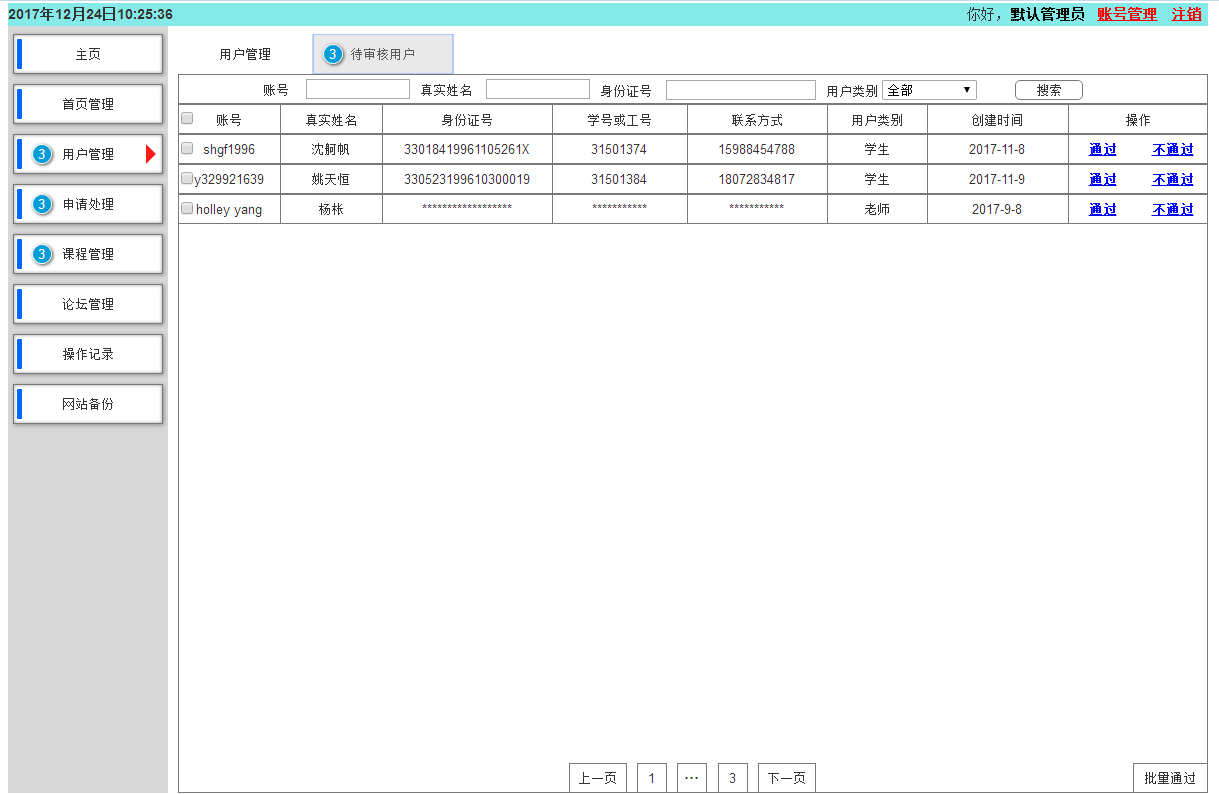 2017年12月24日10:25:36 你好，默认管理员 账号管理 注销
主页
首页管理
3 用户管理
3 申请处理
3 课程管理
论坛管理
操作记录
网站备份
用户管理 3 待审核用户
账号 真实姓名 身份证号 用户类别 全部 搜索
账号 真实姓名 身份证号 学号或工号 联系方式 用户类别 创建时间 操作
shgf1996 沈舸帆 33018419961105261X 31501374 15988454788 学生 2017-11-8 通过 不通过
y329921639 姚天恒 330523199610300019 31501384 18072834817 学生 2017-11-9 通过 不通过
holley yang 杨枨 ****************** *********** *********** 老师 2017-9-8 通过 不通过
上一页 1 ··· 3 下一页 批量通过